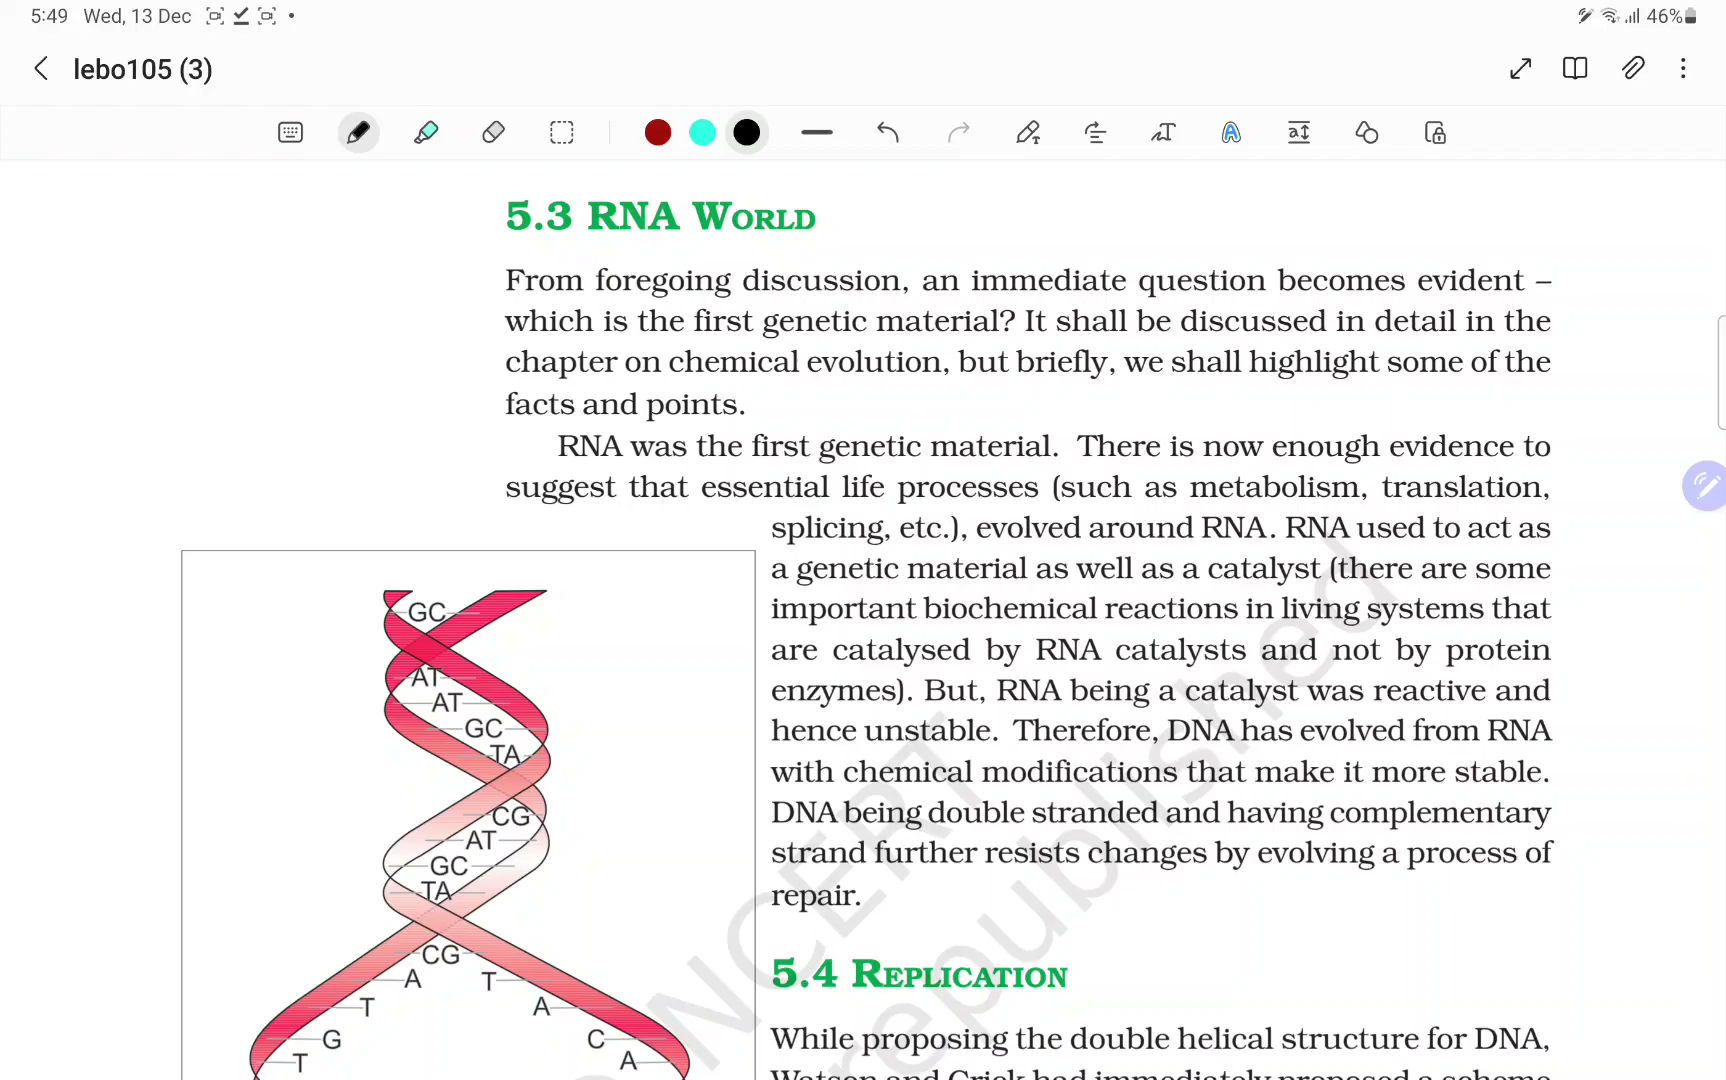 5:49 Wed, 13 Dec
46%
lebo105 (3)
5.3 RNA WORLD
From foregoing discussion, an immediate question becomes evident –
which is the first genetic material? It shall be discussed in detail in the
chapter on chemical evolution, but briefly, we shall highlight some of the
facts and points.
RNA was the first genetic material. There is now enough evidence to
suggest that essential life processes (such as metabolism, translation,
splicing, etc.), evolved around RNA. RNA used to act as
a genetic material as well as a catalyst (there are some
important biochemical reactions in living systems that
are catalysed by RNA catalysts and not by protein
enzymes). But, RNA being a catalyst was reactive and
hence unstable. Therefore, DNA has evolved from RNA
with chemical modifications that make it more stable.
DNA being double stranded and having complementary
strand further resists changes by evolving a process of
repair.
GC
AT
AT
GC
TA
CG
AT
GC
TA
CG
A T
T A
G C
T A
5.4 REPLICATION
While proposing the double helical structure for DNA,
Watson and Crick had immediately proposed a scheme
NCERT
republished